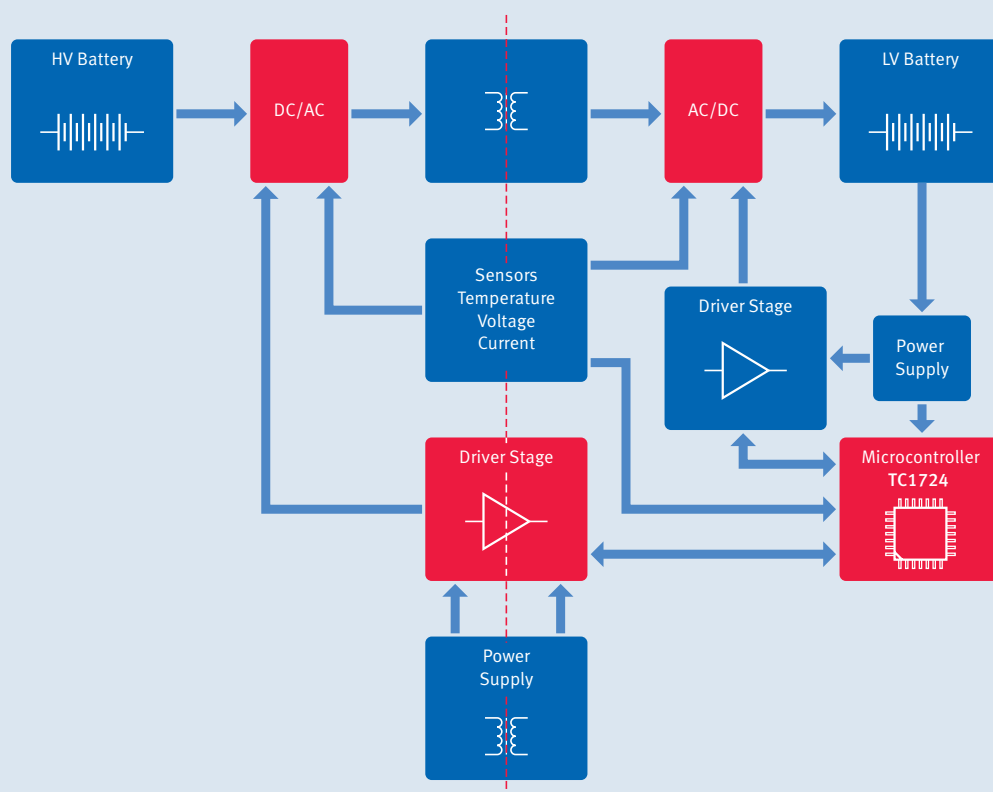 HV Battery
DC/AC
AC/DC
LV Battery
Sensors
Temperature
Voltage
Current
Driver Stage
Power
Supply
Driver Stage
Microcontroller
TC1724
Power
Supply